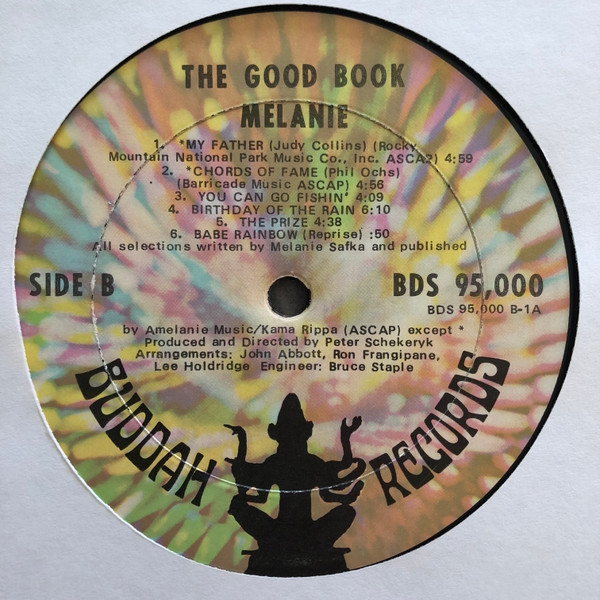 THE GOOD BOOK
MELANIE
1. *MY FATHER (Judy Collins) (Rocky
Mountain National Park Music Co., Inc. ASCAP) 4:59
2. *CHORDS OF FAME (Phil Ochs)
(Barricade Music ASCAP) 4:56
3. YOU CAN GO FISHIN' 4:09
4. BIRTHDAY OF THE RAIN 6:10
5. THE PRIZE 4:38
6. BABE RAINBOW (Reprise) :50
All selections written by Melanie Safka and published
SIDE B
BDS 95,000
BDS 95,000 B-1A
by Amelanie Music/Kama Rippa (ASCAP) except *
Produced and Directed by Peter Schekeryk
Arrangements: John Abbott, Ron Frangipane,
Lee Holdridge Engineer: Bruce Staple
BUDDAH RECORDS